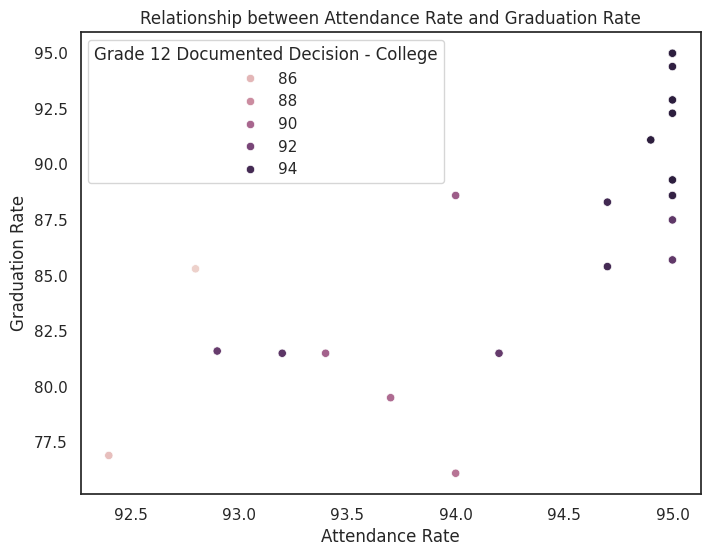 Relationship between Attendance Rate and Graduation Rate
Grade 12 Documented Decision - College
86
88
90
92
94
Graduation Rate
95.0
92.5
90.0
87.5
85.0
82.5
80.0
77.5
92.5 93.0 93.5 94.0 94.5 95.0
Attendance Rate